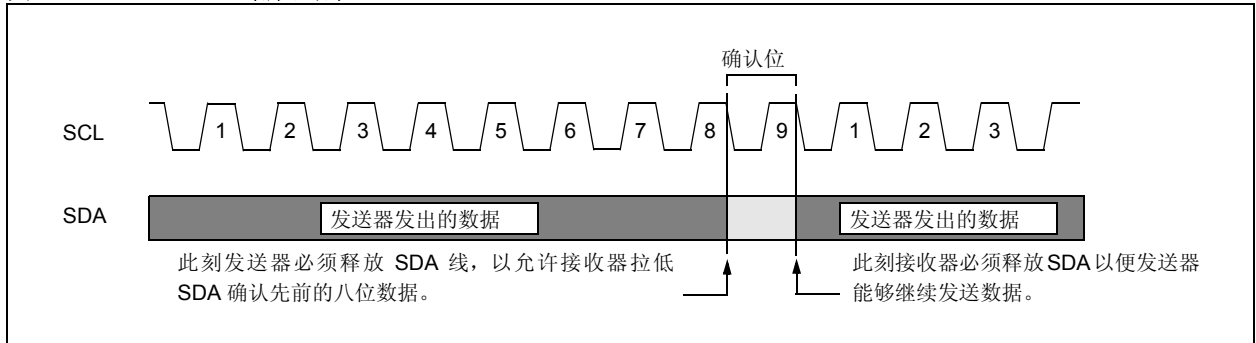 确认位
SCL 1 2 3 4 5 6 7 8 9 1 2 3
SDA 发送器发出的数据 发送器发出的数据
此刻发送器必须释放 SDA 线，以允许接收器拉低
SDA 确认先前的八位数据。
此刻接收器必须释放SDA以便发送器
能够继续发送数据。